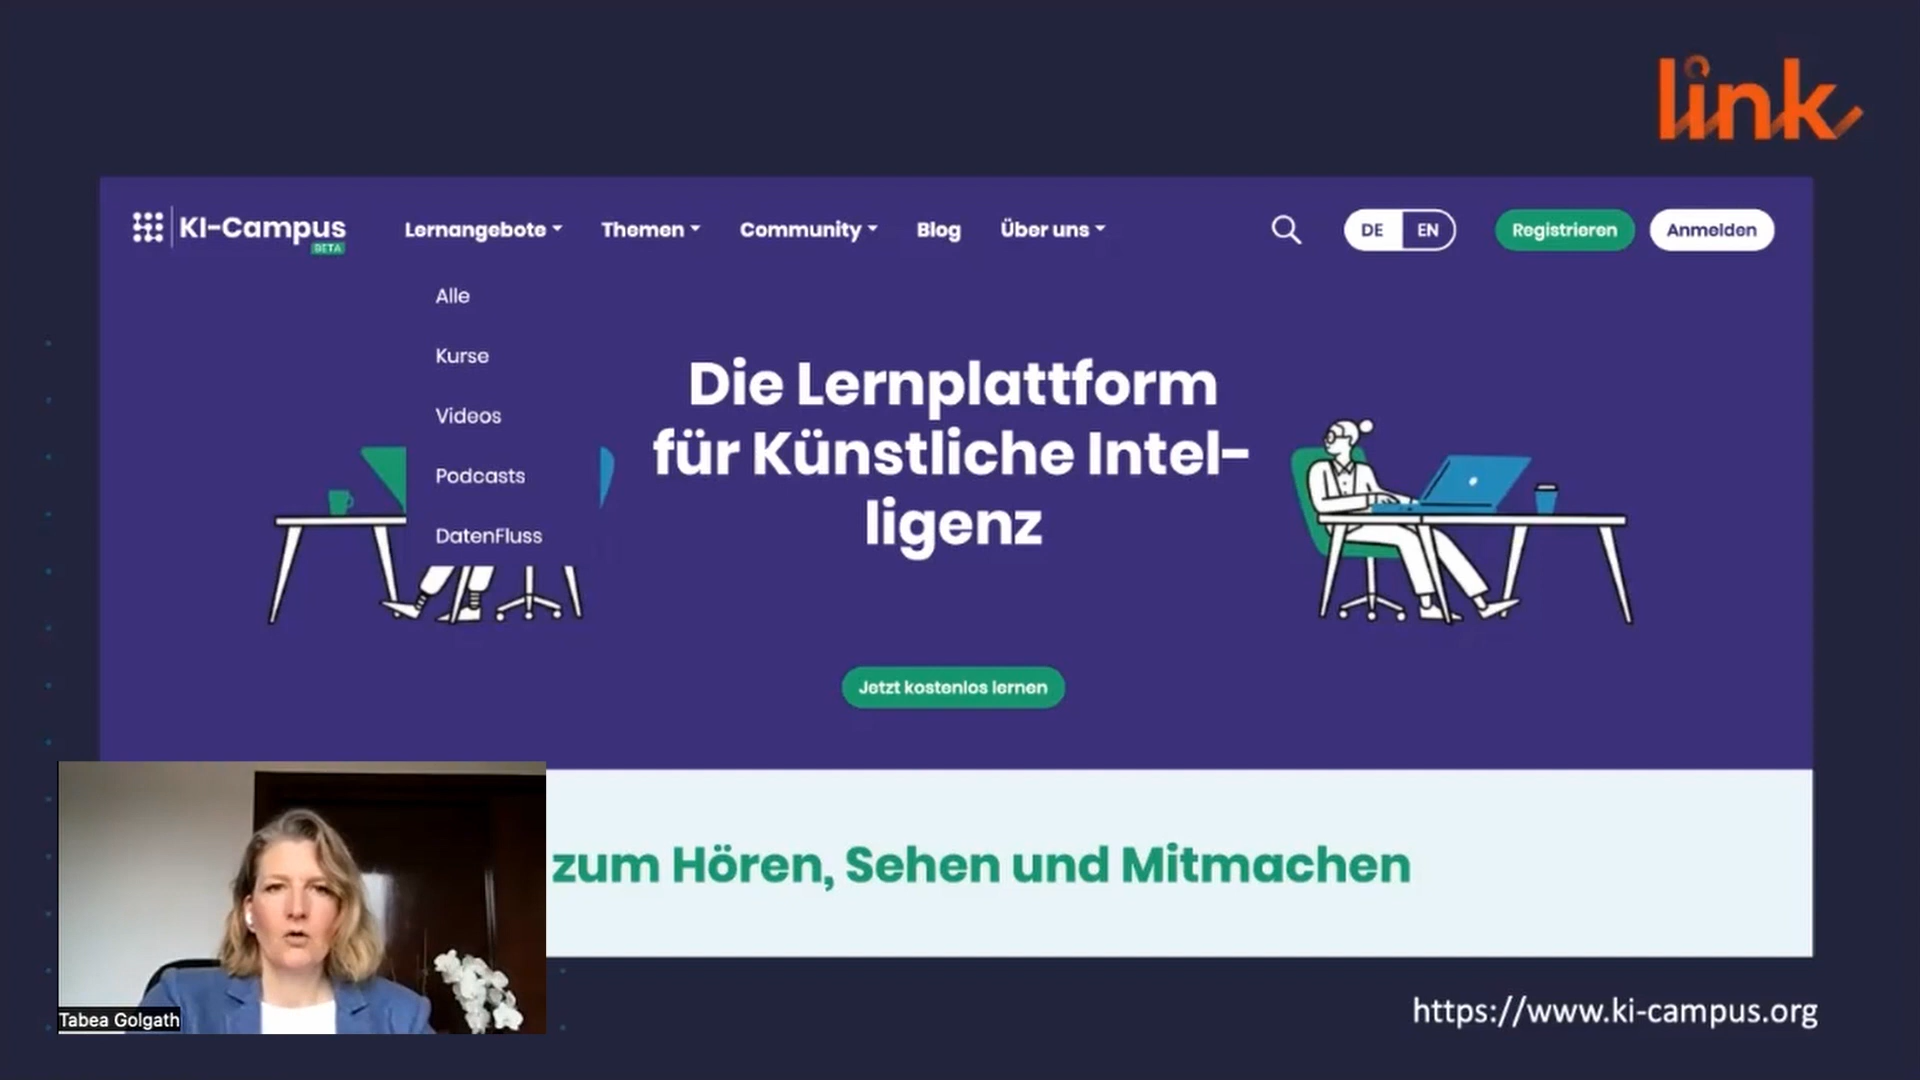 link
KI-Campus
BETA
Lernangebote
Themen
Community
Blog
Über uns
DE
EN
Registrieren
Anmelden
Alle
Kurse
Videos
Podcasts
DatenFluss
Die Lernplattform
für Künstliche Intel-
ligenz
Jetzt kostenlos lernen
zum Hören, Sehen und Mitmachen
Tabea Golgath
https://www.ki-campus.org